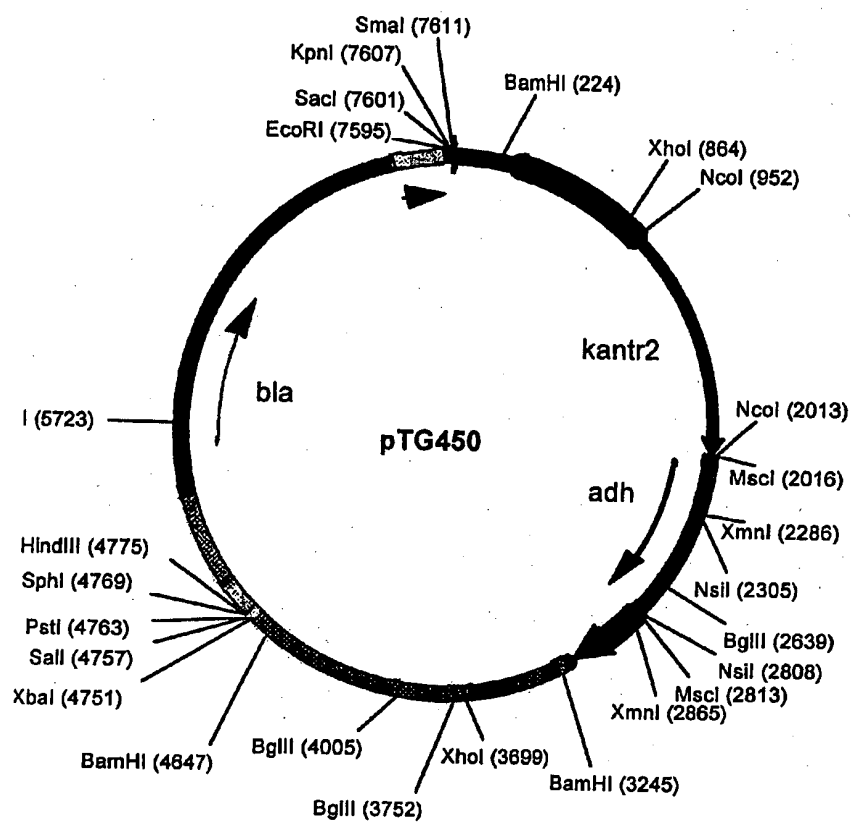 SmaI (7611)
KpnI (7607)
SacI (7601)
EcoRI (7595)
BamHI (224)
XhoI (864)
NcoI (952)
kantr2
bla
I (5723)
pTG450
NcoI (2013)
MscI (2016)
adh
XmnI (2286)
NsiI (2305)
BglII (2639)
NsiI (2808)
MscI (2813)
XmnI (2865)
HindIII (4775)
SphI (4769)
PstI (4763)
SalI (4757)
XbaI (4751)
BamHI (4647)
BglII (4005)
XhoI (3699)
BamHI (3245)
BglII (3752)